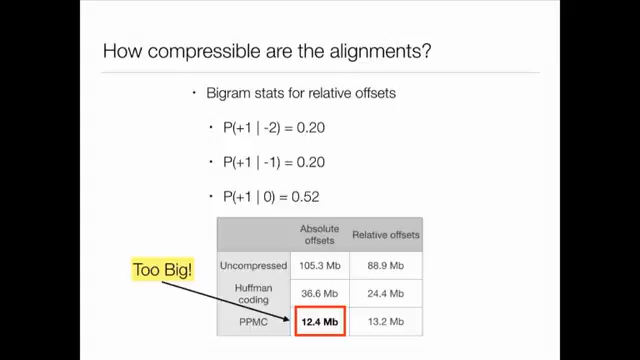 How compressible are the alignments?
• Bigram stats for relative offsets
• P(+1 | -2) = 0.20
• P(+1 | -1) = 0.20
• P(+1 | 0) = 0.52
Absolute offsets Relative offsets
Uncompressed 105.3 Mb 88.9 Mb
Too Big!
Huffman coding 36.6 Mb 24.4 Mb
PPMC 12.4 Mb 13.2 Mb